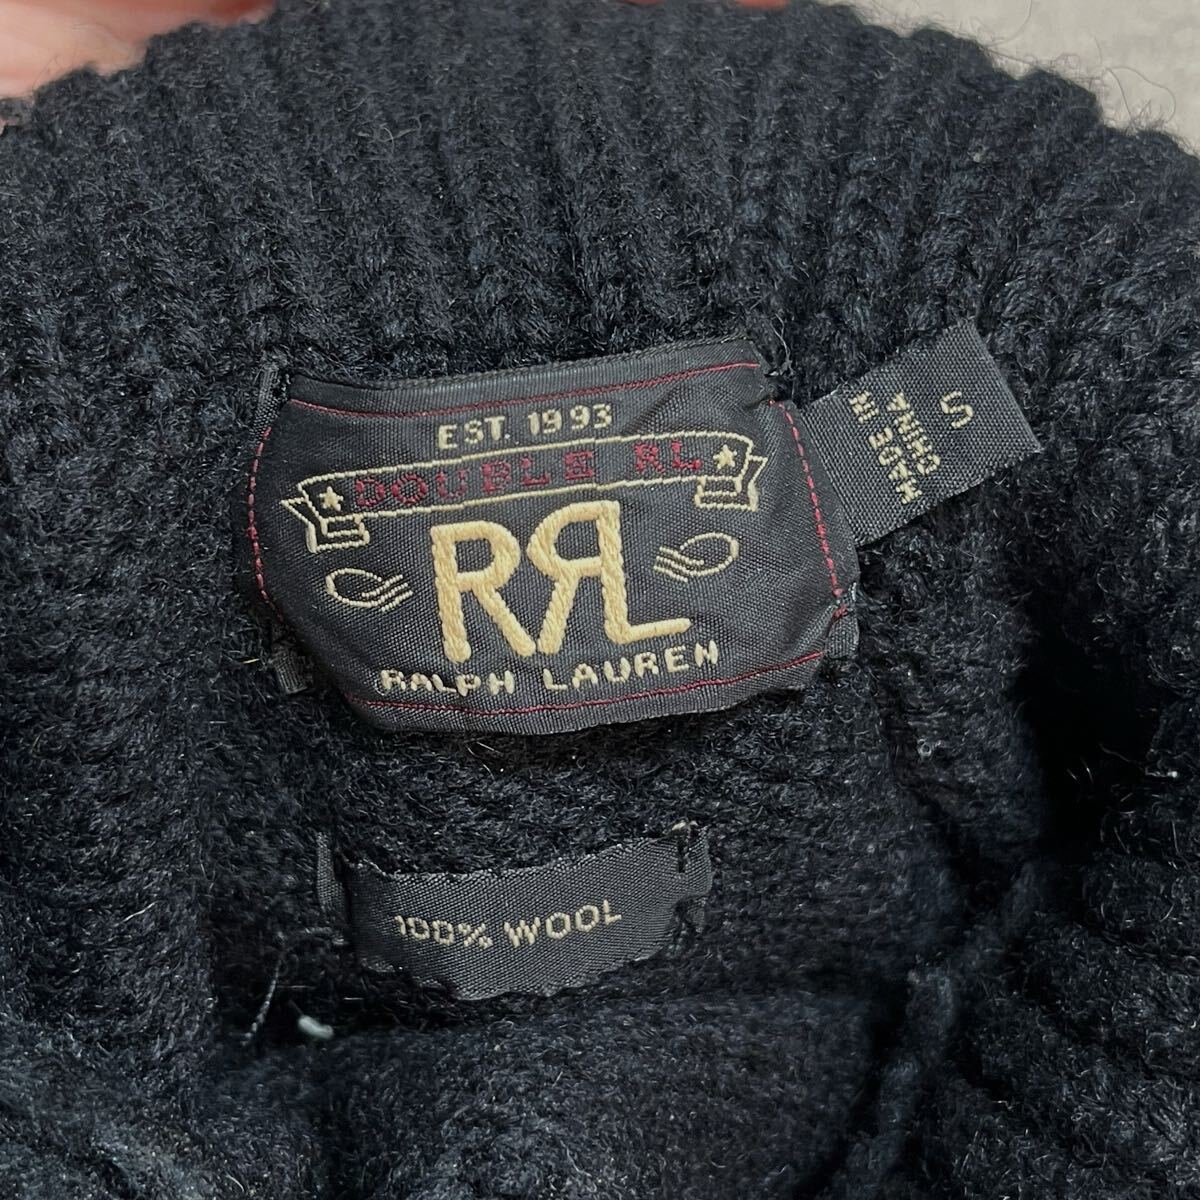 EST. 1993
DOUBLE RL
RRL
RALPH LAUREN
S
MADE IN
CHINA
100% WOOL